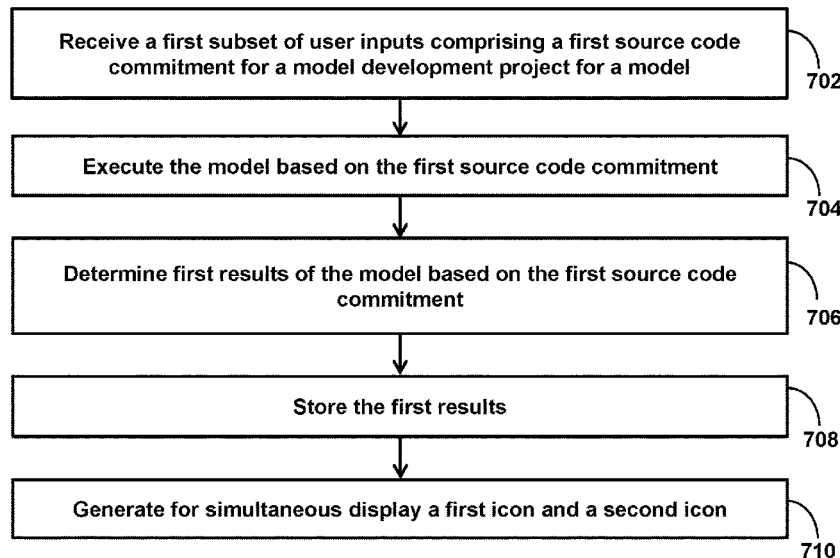 Receive a first subset of user inputs comprising a first source code
commitment for a model development project for a model
702
Execute the model based on the first source code commitment
704
Determine first results of the model based on the first source code
commitment
706
Store the first results
708
Generate for simultaneous display a first icon and a second icon
710